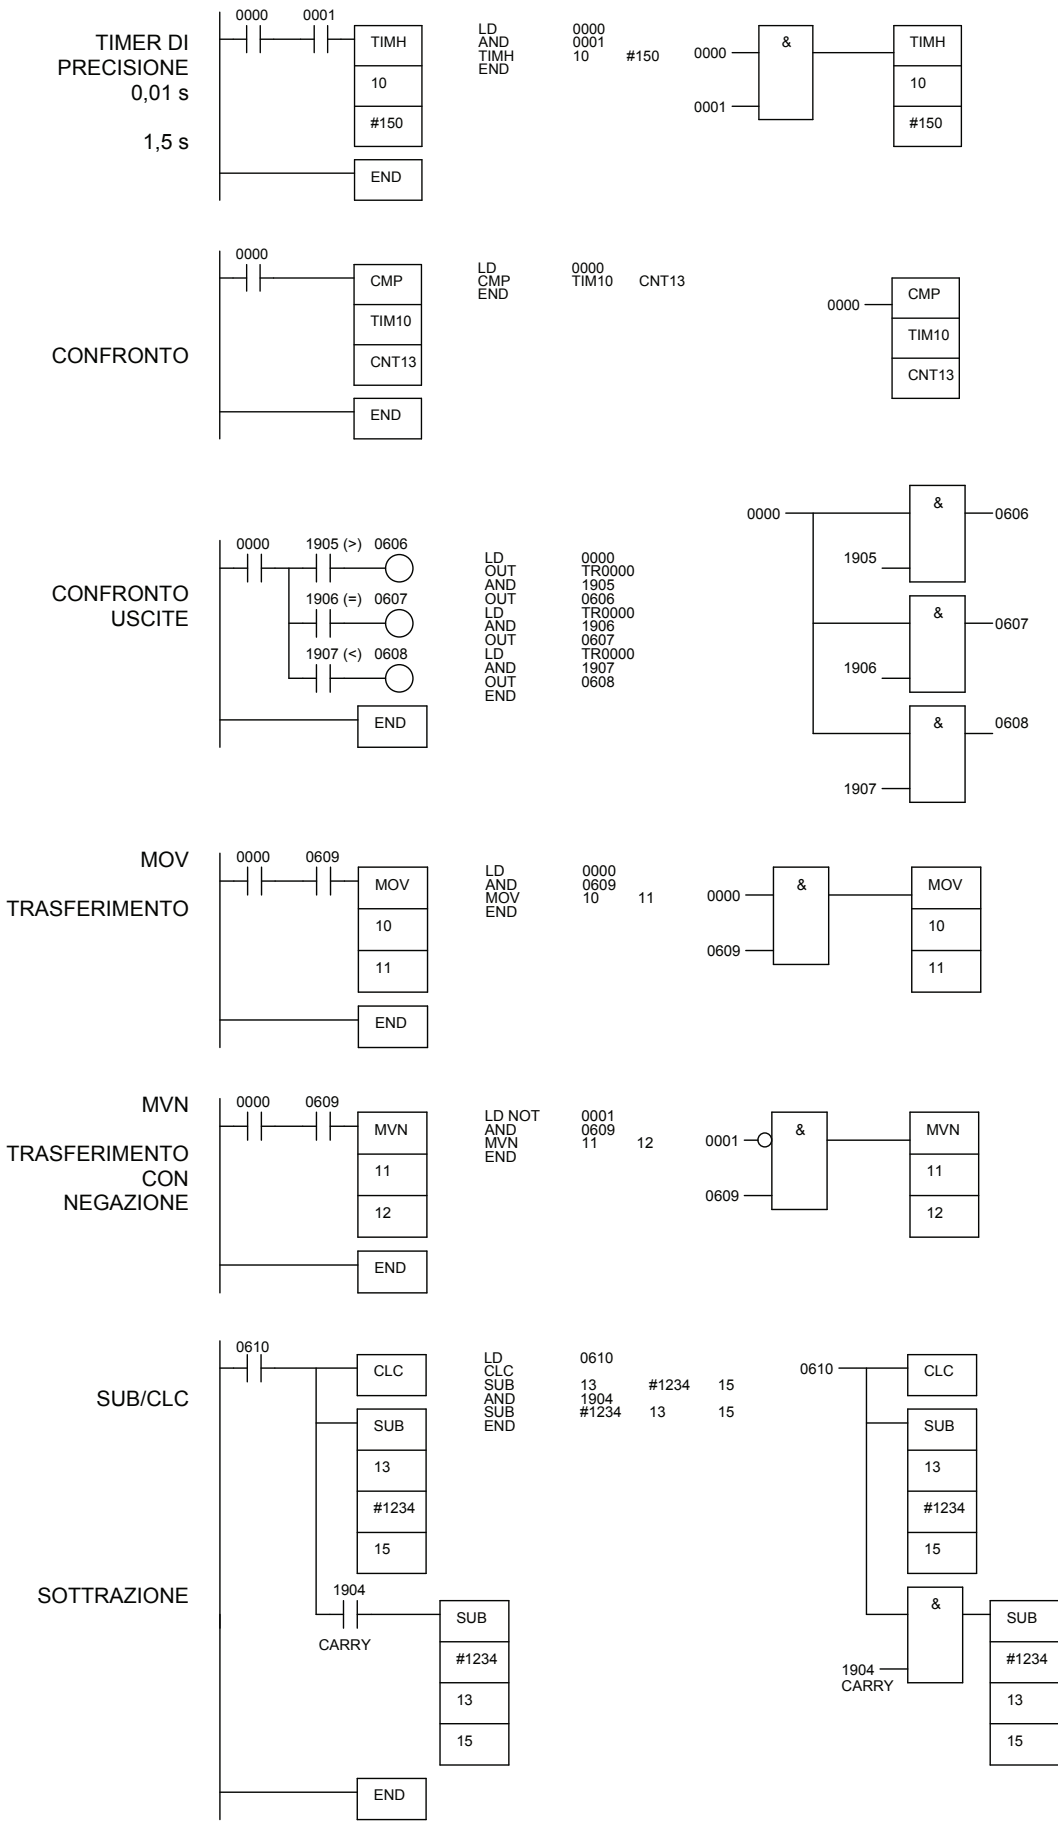 TIMER DI
PRECISIONE
0,01 s
1,5 s
0000 0001
TIMH
10
#150
END
LD 0000
AND 0001
TIMH 10 #150
END
0000
0001
&
TIMH
10
#150
CONFRONTO
0000
CMP
TIM10
CNT13
END
LD 0000
CMP TIM10 CNT13
END
0000
CMP
TIM10
CNT13
CONFRONTO
USCITE
0000 1905 (>) 0606
1906 (=) 0607
1907 (<) 0608
END
LD 0000
OUT TR0000
AND 1905
OUT 0606
LD TR0000
AND 1906
OUT 0607
LD TR0000
AND 1907
OUT 0608
END
0000 & 0606
1905
& 0607
1906
& 0608
1907
MOV
TRASFERIMENTO
0000 0609
MOV
10
11
END
LD 0000
AND 0609
MOV 10 11
END
0000
0609
&
MOV
10
11
MVN
TRASFERIMENTO
CON
NEGAZIONE
0000 0609
MVN
11
12
END
LD NOT 0001
AND 0609
MVN 11 12
END
0001
0609
&
MVN
11
12
SUB/CLC
SOTTRAZIONE
0610
CLC
SUB
13
#1234
15
1904
CARRY
SUB
#1234
13
15
END
LD 0610
CLC
SUB 13 #1234 15
AND 1904
SUB #1234 13 15
END
0610
CLC
SUB
13
#1234
15
&
1904
CARRY
SUB
#1234
13
15